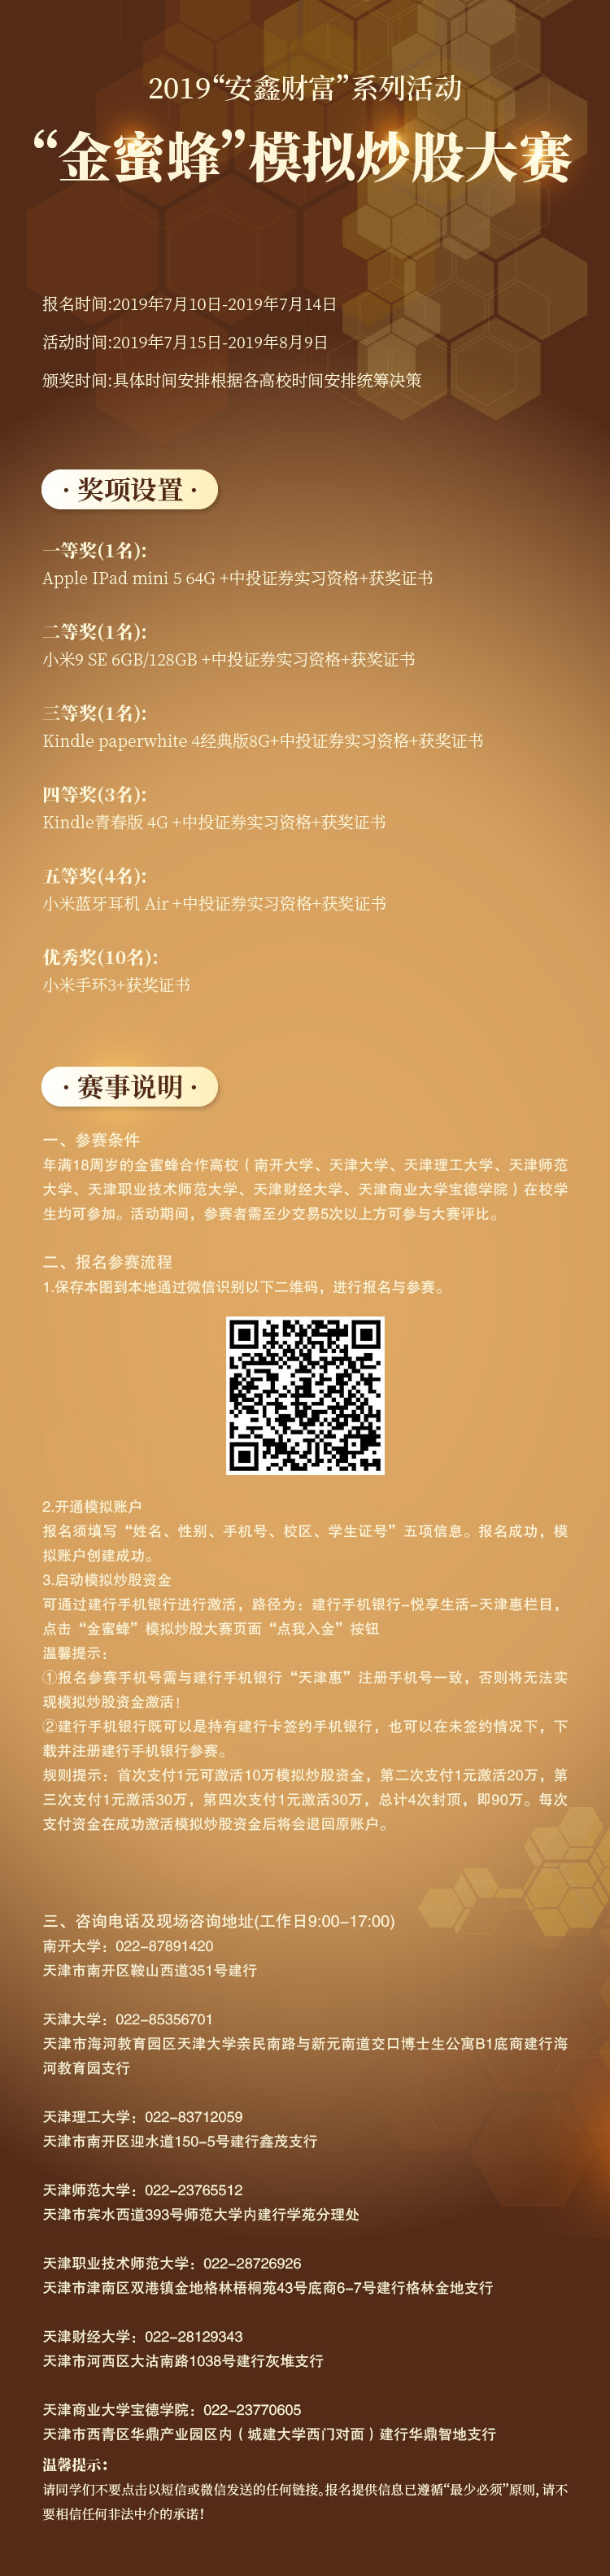 2019“安鑫财富”系列活动
“金蜜蜂”模拟炒股大赛
报名时间:2019年7月10日-2019年7月14日
活动时间:2019年7月15日-2019年8月9日
颁奖时间:具体时间安排根据各高校时间安排统筹决策
· 奖项设置 ·
一等奖(1名):
Apple IPad mini 5 64G +中投证券实习资格+获奖证书
二等奖(1名):
小米9 SE 6GB/128GB +中投证券实习资格+获奖证书
三等奖(1名):
Kindle paperwhite 4经典版8G+中投证券实习资格+获奖证书
四等奖(3名):
Kindle青春版 4G +中投证券实习资格+获奖证书
五等奖(4名):
小米蓝牙耳机 Air +中投证券实习资格+获奖证书
优秀奖(10名):
小米手环3+获奖证书
· 赛事说明 ·
一、参赛条件
年满18周岁的金蜜蜂合作高校（南开大学、天津大学、天津理工大学、天津师范
大学、天津职业技术师范大学、天津财经大学、天津商业大学宝德学院）在校学
生均可参加。活动期间，参赛者需至少交易5次以上方可参与大赛评比。
二、报名参赛流程
1.保存本图到本地通过微信识别以下二维码，进行报名与参赛。
2.开通模拟账户
报名须填写“姓名、性别、手机号、校区、学生证号”五项信息。报名成功，模
拟账户创建成功。
3.启动模拟炒股资金
可通过建行手机银行进行激活，路径为：建行手机银行-悦享生活-天津惠栏目，
点击“金蜜蜂”模拟炒股大赛页面“点我入金”按钮
温馨提示：
①报名参赛手机号需与建行手机银行“天津惠”注册手机号一致，否则将无法实
现模拟炒股资金激活！
②建行手机银行既可以是持有建行卡签约手机银行，也可以在未签约情况下，下
载并注册建行手机银行参赛。
规则提示：首次支付1元可激活10万模拟炒股资金，第二次支付1元激活20万，第
三次支付1元激活30万，第四次支付1元激活30万，总计4次封顶，即90万。每次
支付资金在成功激活模拟炒股资金后将会退回原账户。
三、咨询电话及现场咨询地址(工作日9:00-17:00)
南开大学：022-87891420
天津市南开区鞍山西道351号建行
天津大学：022-85356701
天津市海河教育园区天津大学亲民南路与新元南道交口博士生公寓B1底商建行海
河教育园支行
天津理工大学：022-83712059
天津市南开区迎水道150-5号建行鑫茂支行
天津师范大学：022-23765512
天津市宾水西道393号师范大学内建行学苑分理处
天津职业技术师范大学：022-28726926
天津市津南区双港镇金地格林梧桐苑43号底商6-7号建行格林金地支行
天津财经大学：022-28129343
天津市河西区大沽南路1038号建行灰堆支行
天津商业大学宝德学院：022-23770605
天津市西青区华鼎产业园区内（城建大学西门对面）建行华鼎智地支行
温馨提示：
请同学们不要点击以短信或微信发送的任何链接。报名提供信息已遵循“最少必须”原则，请不
要相信任何非法中介的承诺！